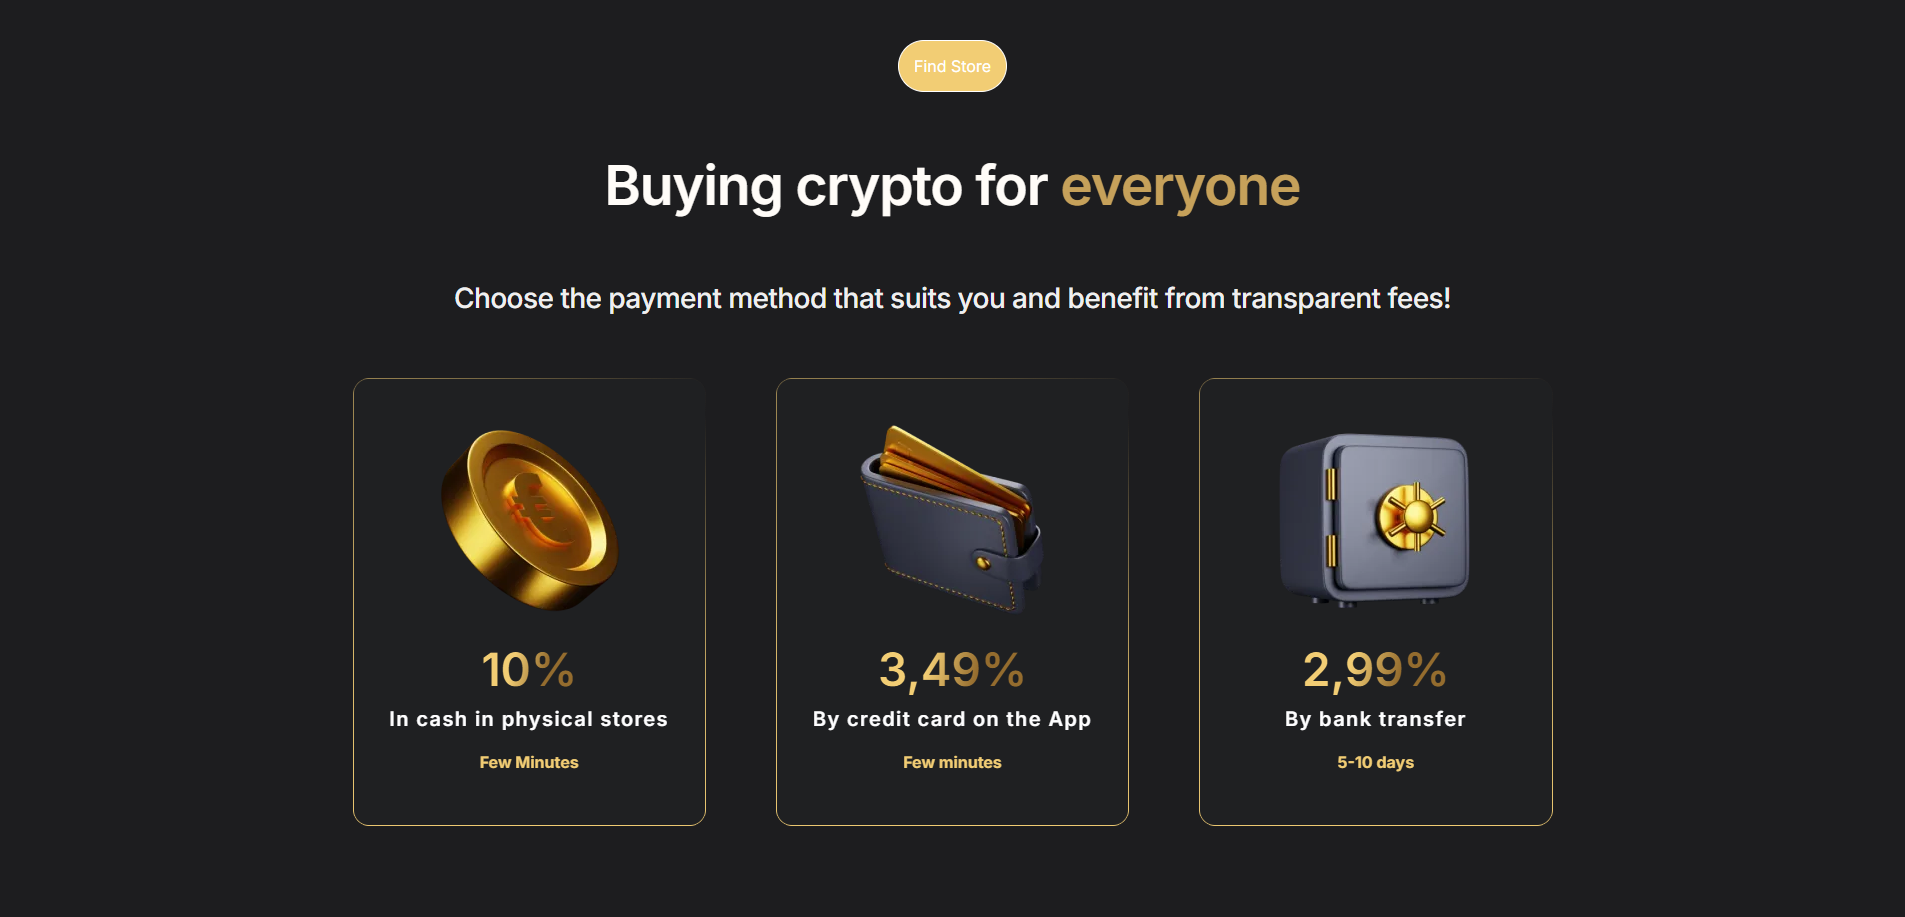 Find Store
Buying crypto for everyone
Choose the payment method that suits you and benefit from transparent fees!
10%
In cash in physical stores
Few Minutes
3,49%
By credit card on the App
Few minutes
2,99%
By bank transfer
5-10 days